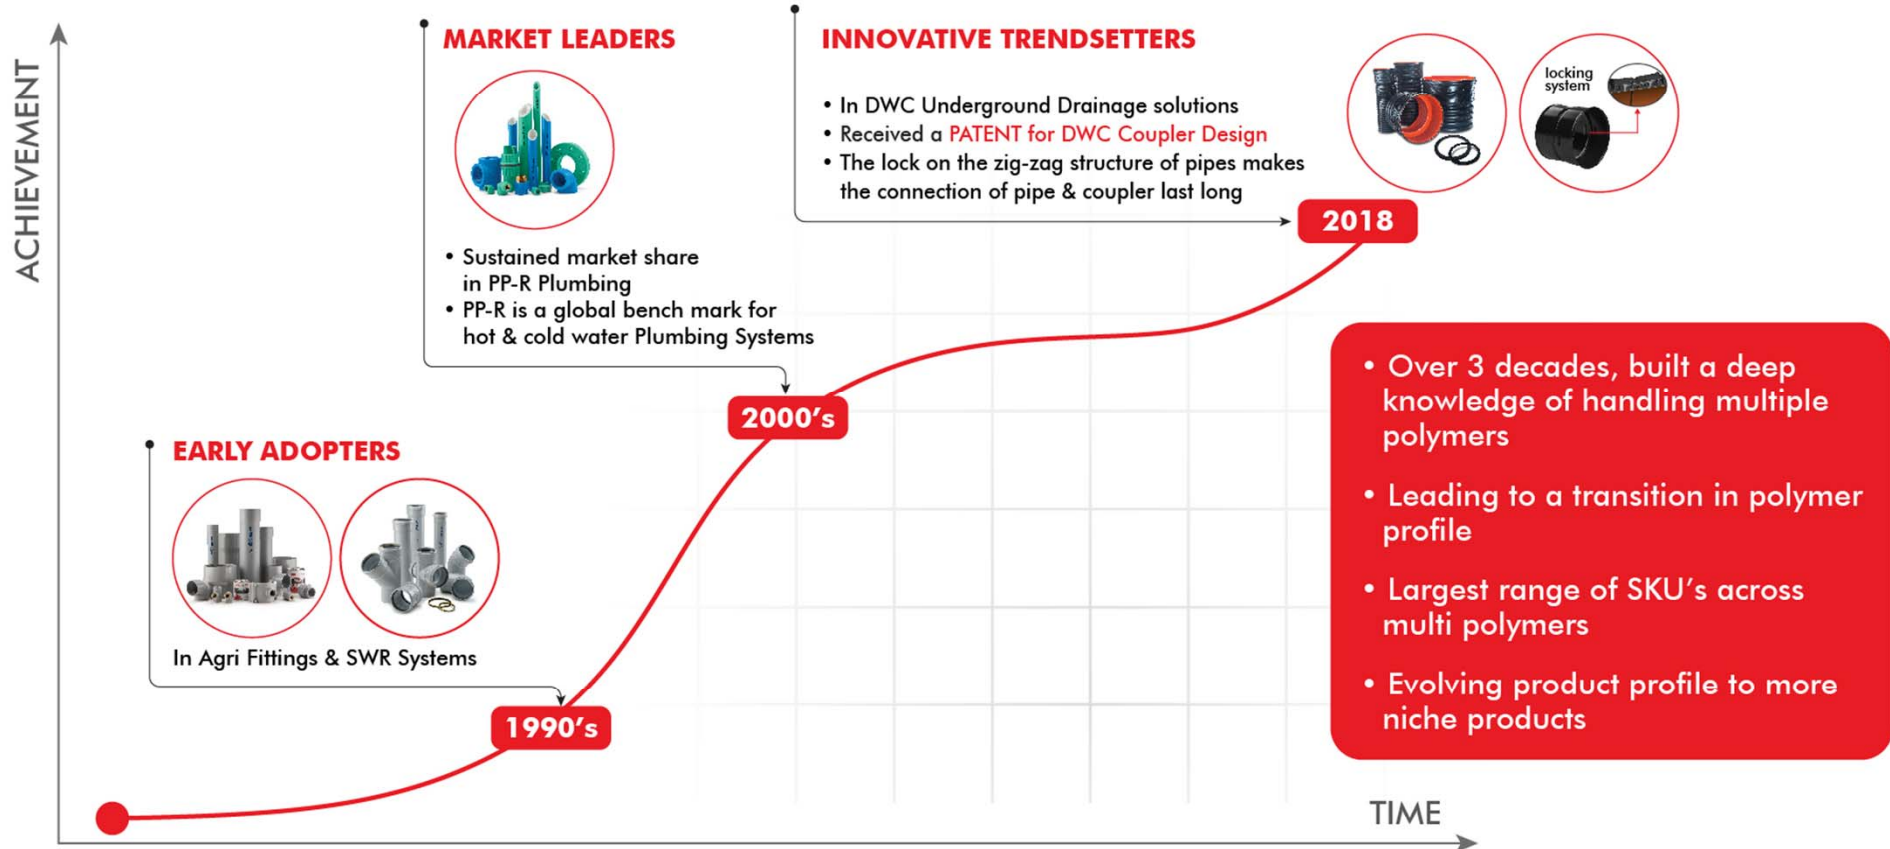 ACHIEVEMENT
MARKET LEADERS
• Sustained market share
in PP-R Plumbing
• PP-R is a global bench mark for
hot & cold water Plumbing Systems
INNOVATIVE TRENDSETTERS
• In DWC Underground Drainage solutions
• Received a PATENT for DWC Coupler Design
• The lock on the zig-zag structure of pipes makes
the connection of pipe & coupler last long
locking
system
2018
2000's
EARLY ADOPTERS
In Agri Fittings & SWR Systems
1990's
• Over 3 decades, built a deep
knowledge of handling multiple
polymers
• Leading to a transition in polymer
profile
• Largest range of SKU's across
multi polymers
• Evolving product profile to more
niche products
TIME